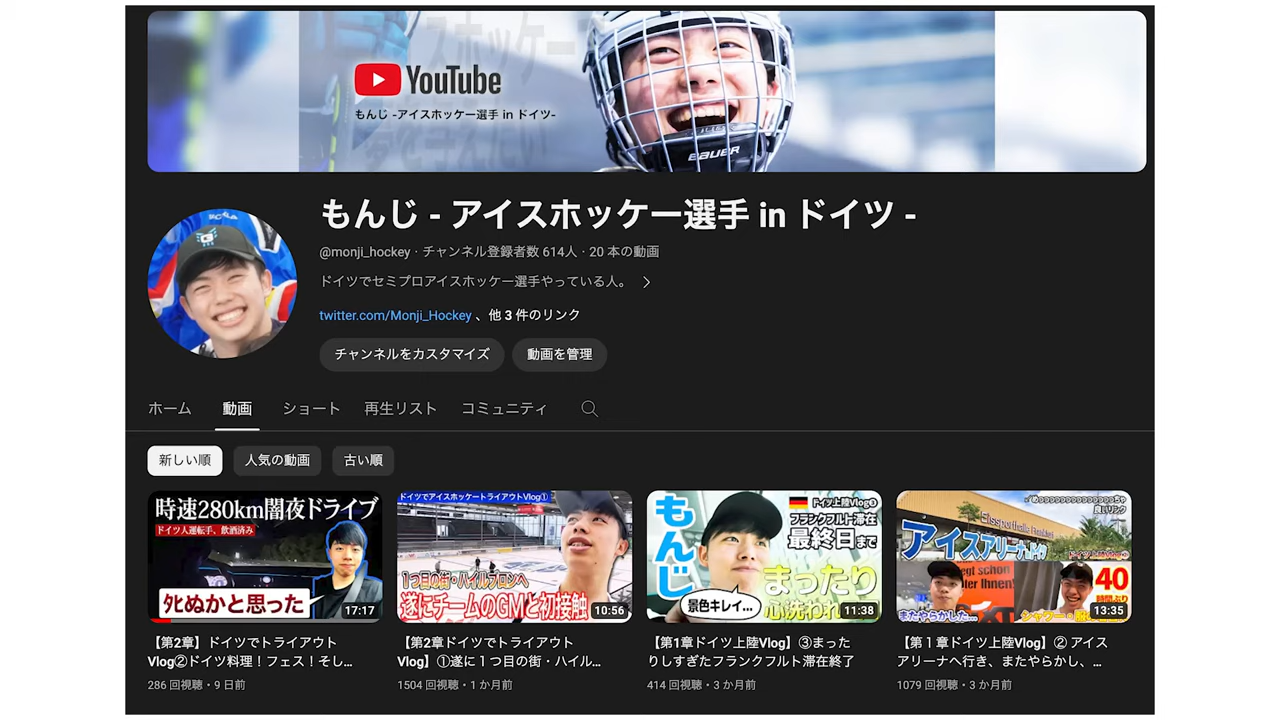 YouTube
もんじ -アイスホッケー選手 in ドイツ-
BAUER
もんじ - アイスホッケー選手 in ドイツ -
@monji_hockey · チャンネル登録者数 614人 · 20 本の動画
ドイツでセミプロアイスホッケー選手やっている人。
twitter.com/Monji_Hockey 、他 3 件のリンク
チャンネルをカスタマイズ
動画を管理
ホーム
動画
ショート
再生リスト
コミュニティ
新しい順
人気の動画
古い順
時速280km闇夜ドライブ
ドイツ人運転手、飲酒済み
タヒぬかと思った
17:17
ドイツでアイスホッケートライアウトVlog①
1つ目の街・ハイルブロンへ
遂にチームのGMと初接触
10:56
もんじ
ドイツ上陸Vlog③
フランクフルト滞在
最終日まで
まったり
心洗われ
景色キレイ...
11:38
アイスアリーナ
40
時間ぶり
またやらかした...
シャワー
13:35
【第2章】ドイツでトライアウト
Vlog②ドイツ料理！フェス！そし...
286 回視聴・9 日前
【第2章ドイツでトライアウト
Vlog】①遂に１つ目の街・ハイル...
1504 回視聴・1 か月前
【第1章ドイツ上陸Vlog】③まった
りしすぎたフランクフルト滞在終了
414 回視聴・3 か月前
【第１章ドイツ上陸Vlog】② アイス
アリーナへ行き、またやらかし、...
1079 回視聴・3 か月前